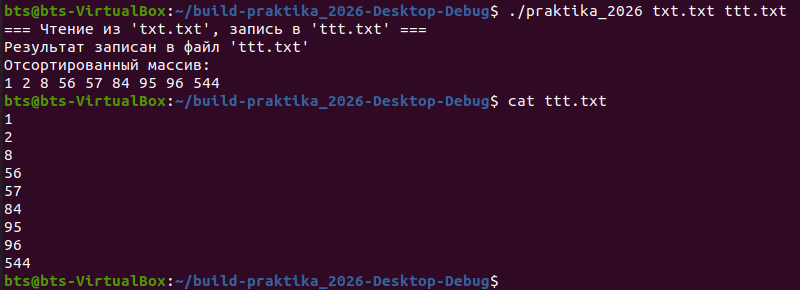 bts@bts-VirtualBox:~/build-praktika_2026-Desktop-Debug$ ./praktika_2026 txt.txt ttt.txt
=== Чтение из 'txt.txt', запись в 'ttt.txt' ===
Результат записан в файл 'ttt.txt'
Отсортированный массив:
1 2 8 56 57 84 95 96 544
bts@bts-VirtualBox:~/build-praktika_2026-Desktop-Debug$ cat ttt.txt
1
2
8
56
57
84
95
96
544
bts@bts-VirtualBox:~/build-praktika_2026-Desktop-Debug$